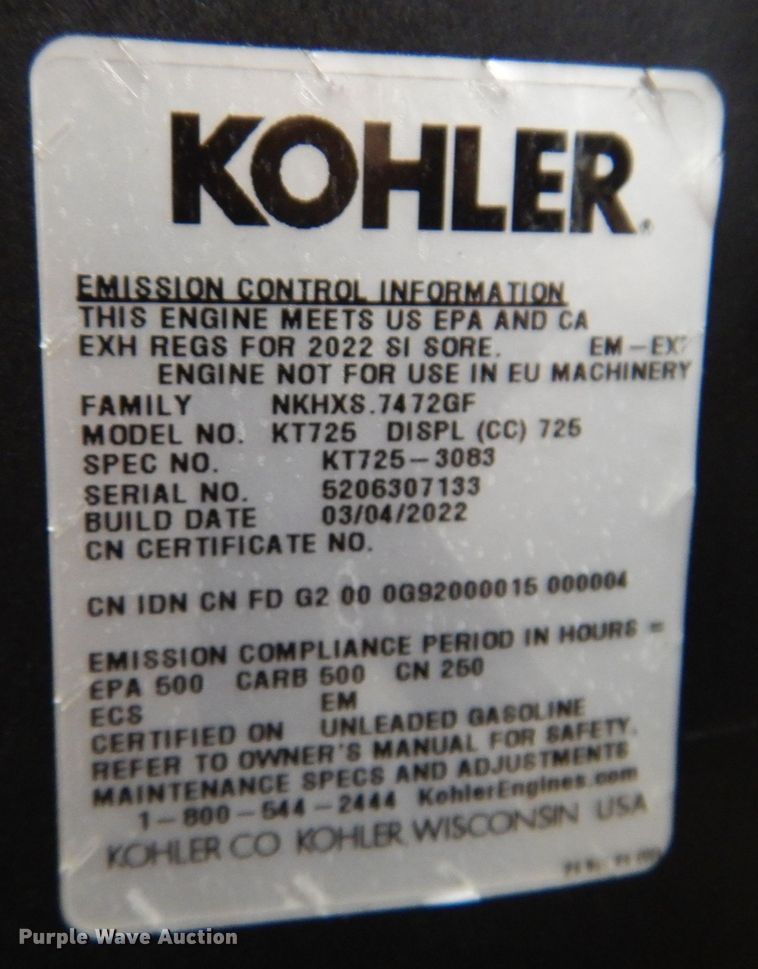 KOHLER.
EMISSION CONTROL INFORMATION
THIS ENGINE MEETS US EPA AND CA
EXH REGS FOR 2022 SI SORE. EM-EX
ENGINE NOT FOR USE IN EU MACHINERY
FAMILY NKHXS.7472GF
MODEL NO. KT725 DISPL (CC) 725
SPEC NO. KT725-3083
SERIAL NO. 5206307133
BUILD DATE 03/04/2022
CN CERTIFICATE NO.
CN IDN CN FD G2 00 0G92000015 000004
EMISSION COMPLIANCE PERIOD IN HOURS =
EPA 500 CARB 500 CN 250
ECS EM
CERTIFIED ON UNLEADED GASOLINE
REFER TO OWNER'S MANUAL FOR SAFETY.
MAINTENANCE SPECS AND ADJUSTMENTS
1-800-544-2444 KohlerEngines.com
KOHLER CO KOHLER, WISCONSIN USA
Purple Wave Auction